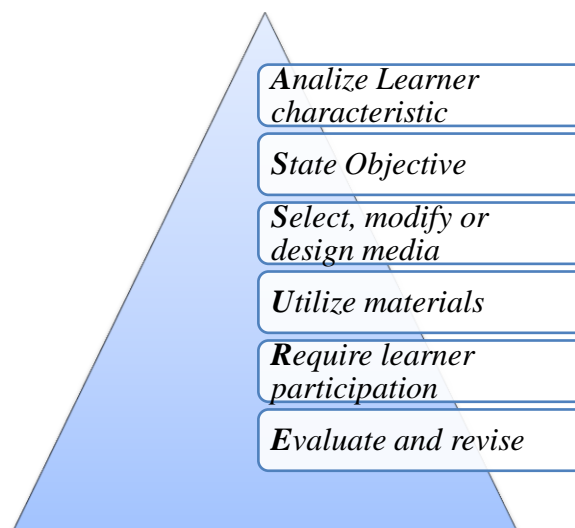 Analize Learner
characteristic
State Objective
Select, modify or
design media
Utilize materials
Require learner
participation
Evaluate and revise